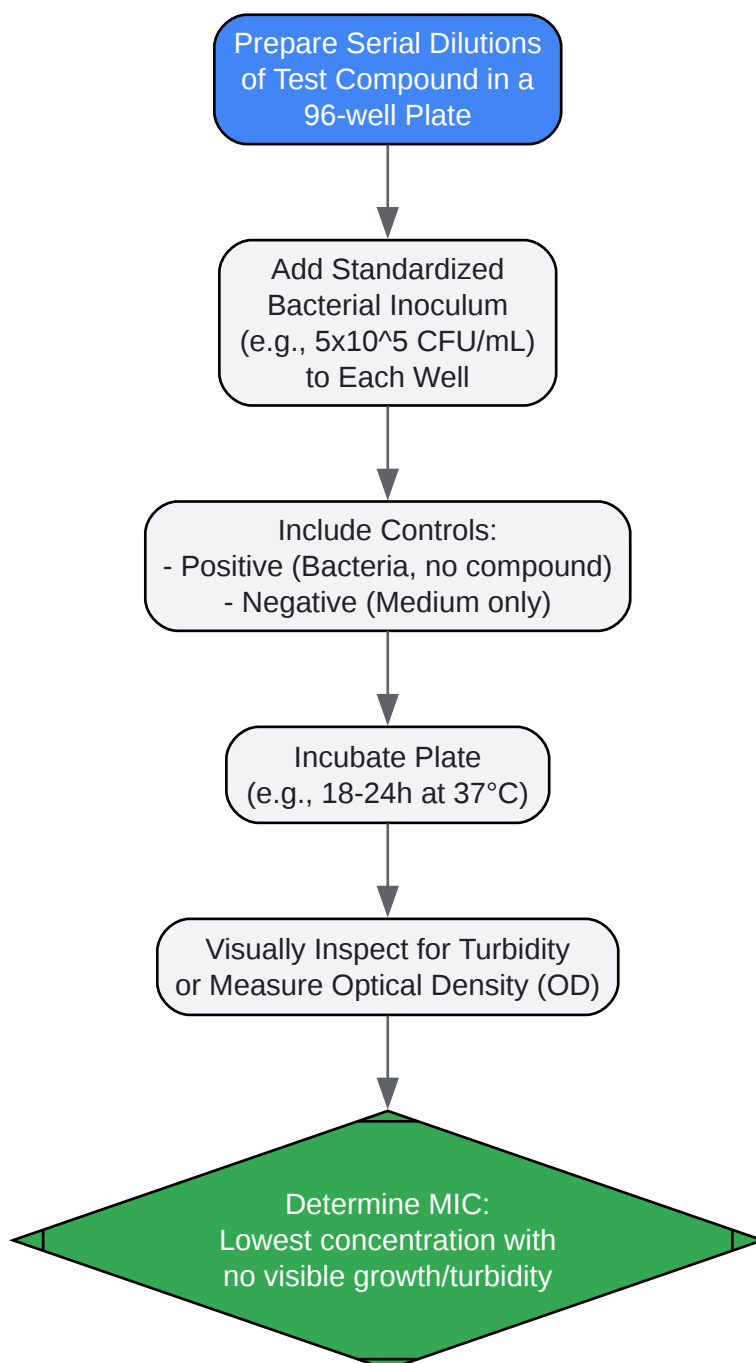 Prepare Serial Dilutions
of Test Compound in a
96-well Plate
Add Standardized
Bacterial Inoculum
(e.g., 5x10^5 CFU/mL)
to Each Well
Include Controls:
- Positive (Bacteria, no compound)
- Negative (Medium only)
Incubate Plate
(e.g., 18-24h at 37°C)
Visually Inspect for Turbidity
or Measure Optical Density (OD)
Determine MIC:
Lowest concentration with
no visible growth/turbidity